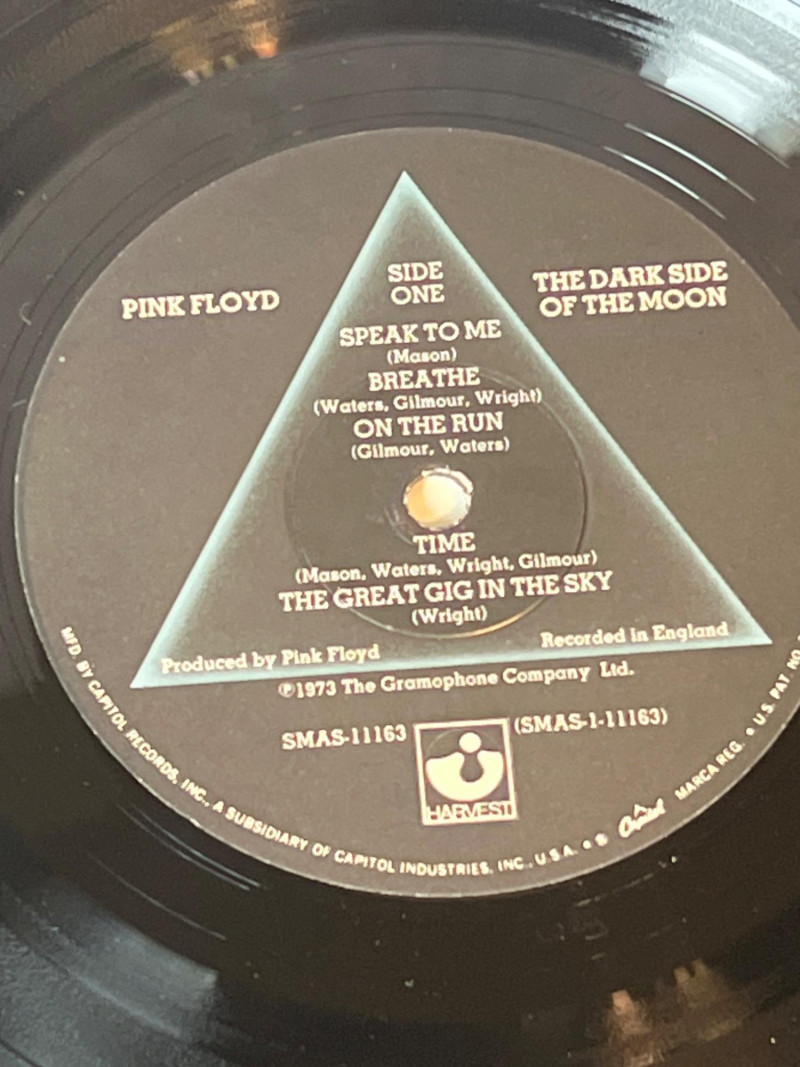 SIDE
ONE
PINK FLOYD
THE DARK SIDE
OF THE MOON
SPEAK TO ME
(Mason)
BREATHE
(Waters, Gilmour, Wright)
ON THE RUN
(Gilmour, Waters)
TIME
(Mason, Waters, Wright, Gilmour)
THE GREAT GIG IN THE SKY
(Wright)
Produced by Pink Floyd
Recorded in England
℗1973 The Gramophone Company Ltd.
SMAS-11163
(SMAS-1-11163)
HARVEST
MFD. BY CAPITOL RECORDS, INC., A SUBSIDIARY OF CAPITOL INDUSTRIES, INC., U.S.A. • ® Capitol MARCA REG. • U.S. PAT. NO.